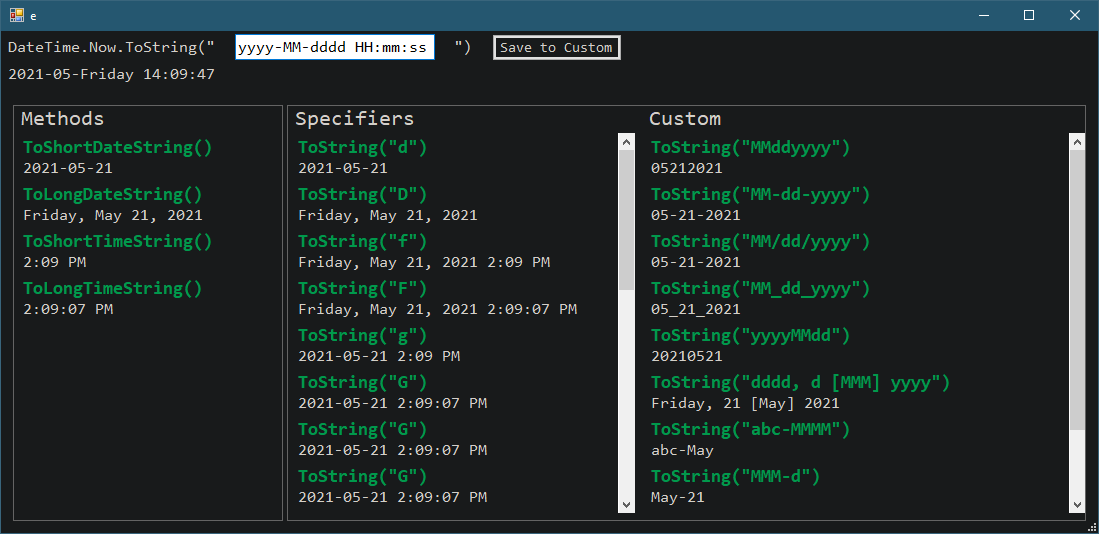 e
DateTime.Now.ToString(" yyyy-MM-dddd HH:mm:ss ") Save to Custom
2021-05-Friday 14:09:47
Methods
ToShortDateString()
2021-05-21
ToLongDateString()
Friday, May 21, 2021
ToShortTimeString()
2:09 PM
ToLongTimeString()
2:09:07 PM
Specifiers
ToString("d")
2021-05-21
ToString("D")
Friday, May 21, 2021
ToString("f")
Friday, May 21, 2021 2:09 PM
ToString("F")
Friday, May 21, 2021 2:09:07 PM
ToString("g")
2021-05-21 2:09 PM
ToString("G")
2021-05-21 2:09:07 PM
ToString("G")
2021-05-21 2:09:07 PM
ToString("G")
2021-05-21 2:09:07 PM
Custom
ToString("MMddyyyy")
05212021
ToString("MM-dd-yyyy")
05-21-2021
ToString("MM/dd/yyyy")
05-21-2021
ToString("MM_dd_yyyy")
05_21_2021
ToString("yyyyMMdd")
20210521
ToString("dddd, d [MMM] yyyy")
Friday, 21 [May] 2021
ToString("abc-MMMM")
abc-May
ToString("MMM-d")
May-21